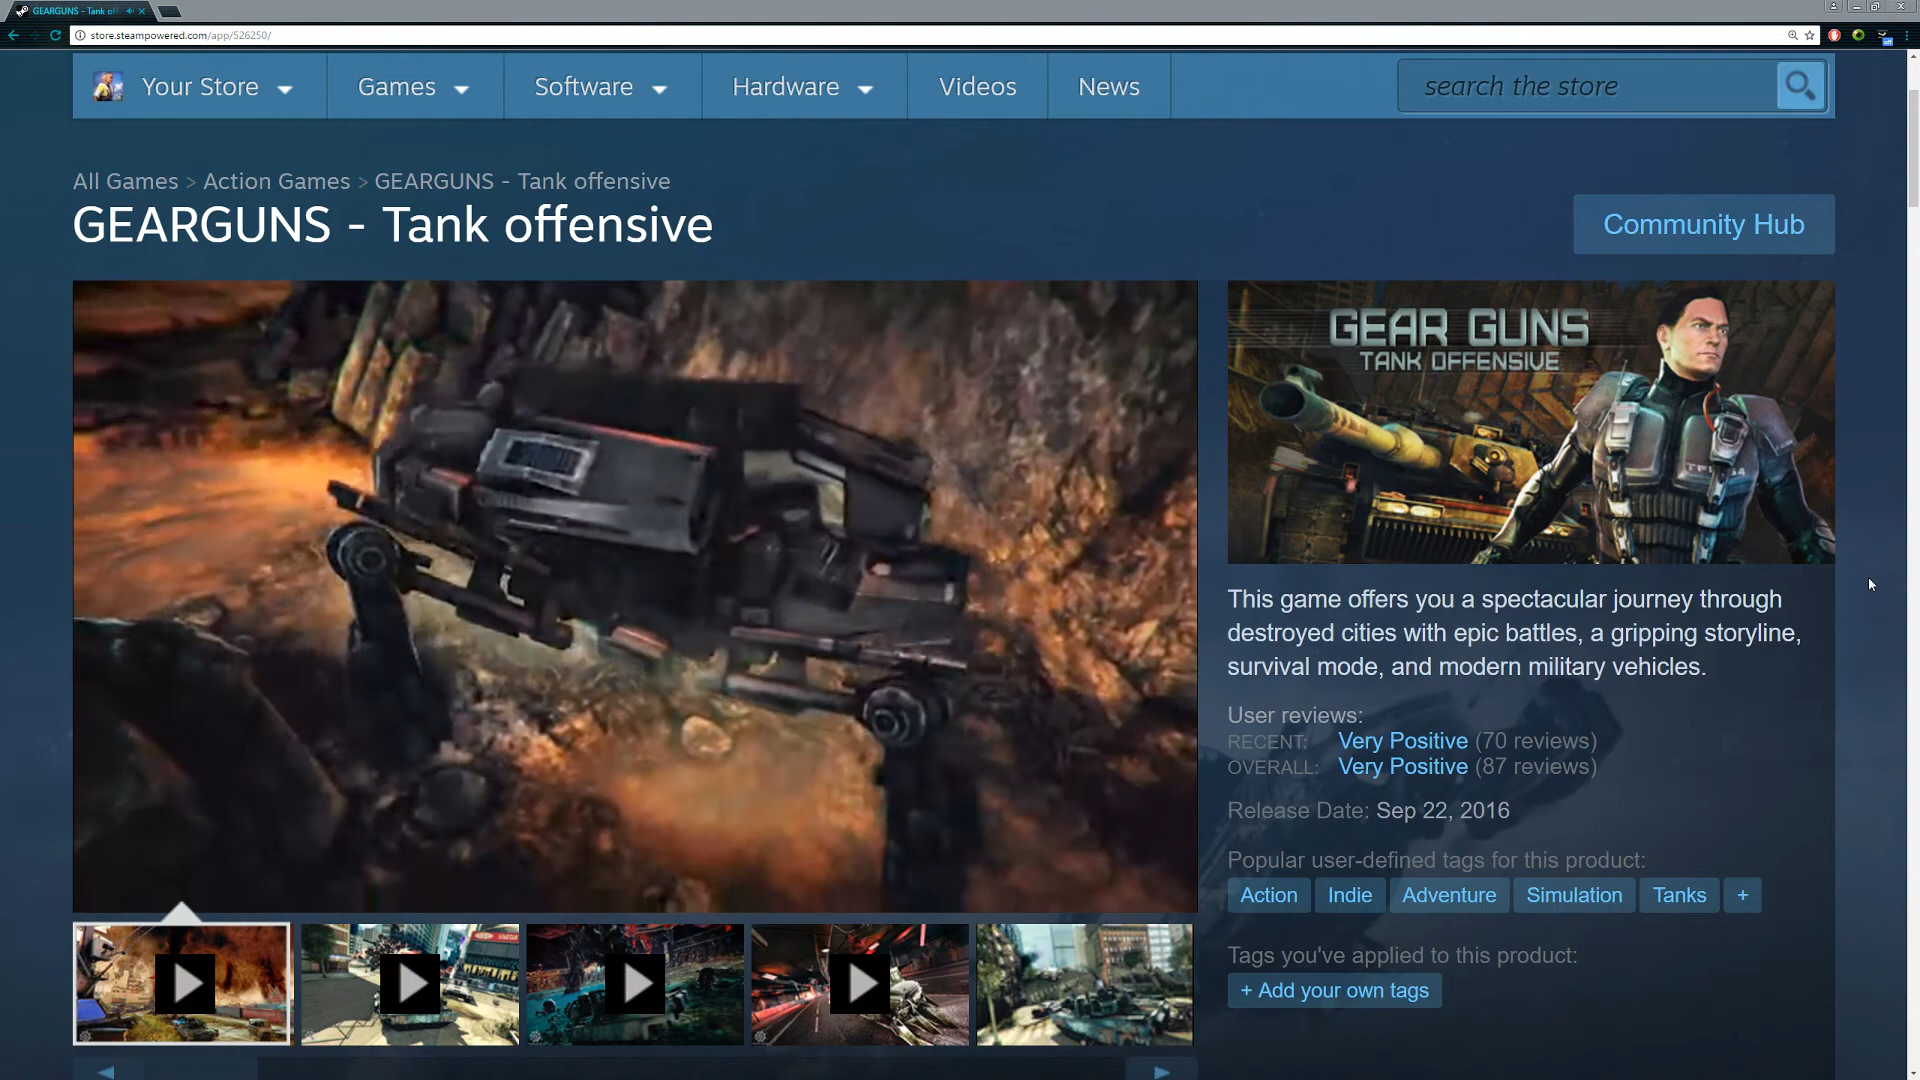 GEARGUNS - Tank of
store.steampowered.com/app/526250/
Your Store
Games
Software
Hardware
Videos
News
search the store
All Games > Action Games > GEARGUNS - Tank offensive
GEARGUNS - Tank offensive
Community Hub
GEAR GUNS
TANK OFFENSIVE
This game offers you a spectacular journey through
destroyed cities with epic battles, a gripping storyline,
survival mode, and modern military vehicles.
User reviews:
RECENT: Very Positive (70 reviews)
OVERALL: Very Positive (87 reviews)
Release Date: Sep 22, 2016
Popular user-defined tags for this product:
Action Indie Adventure Simulation Tanks +
Tags you've applied to this product:
+ Add your own tags